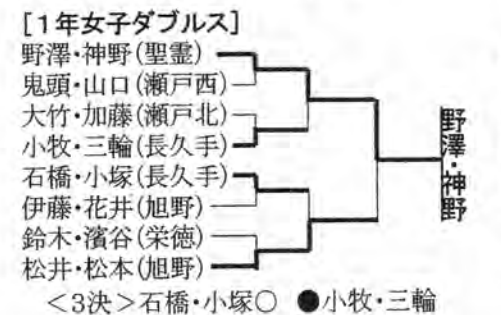 [1年女子ダブルス]
野澤・神野(聖霊)
鬼頭・山口(瀬戸西)
大竹・加藤(瀬戸北)
小牧・三輪(長久手)
石橋・小塚(長久手)
伊藤・花井(旭野)
鈴木・濱谷(栄徳)
松井・松本(旭野)
野澤・神野
<3決>石橋・小塚○ ●小牧・三輪